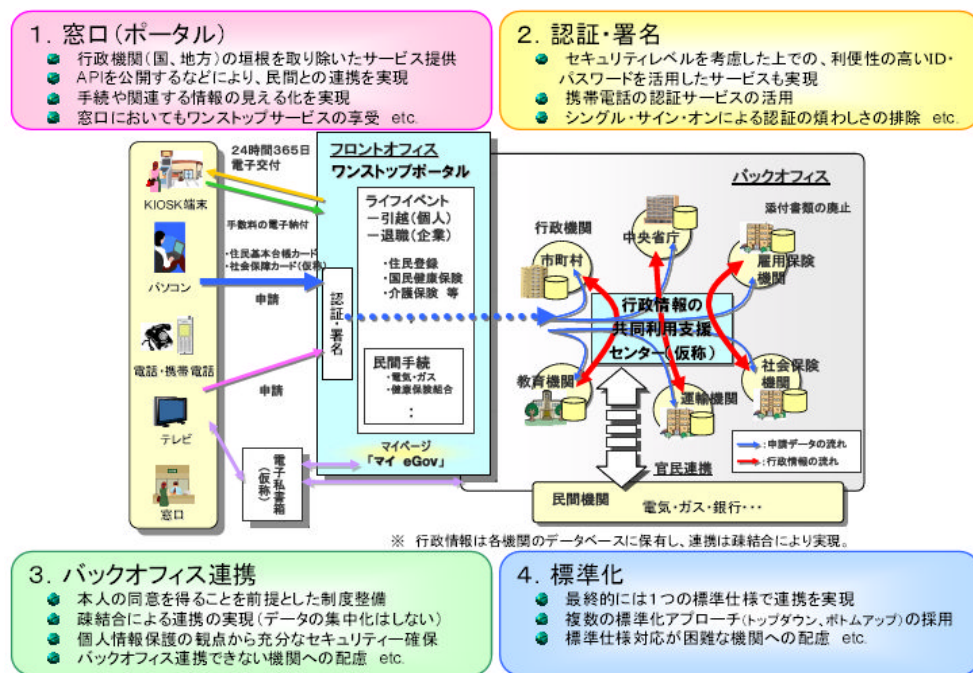 1．窓口（ポータル）
行政機関（国、地方）の垣根を取り除いたサービス提供
APIを公開するなどにより、民間との連携を実現
手続や関連する情報の見える化を実現
窓口においてもワンストップサービスの享受 etc.
2．認証・署名
セキュリティレベルを考慮した上での、利便性の高いID・
パスワードを活用したサービスも実現
携帯電話の認証サービスの活用
シングル・サイン・オンによる認証の煩わしさの排除 etc.
KIOSK端末
パソコン
電話・携帯電話
テレビ
窓口
24時間365日
電子交付
手数料の電子納付
・住民基本台帳カード
・社会保障カード（仮称）
申請
申請
電子私書箱
（仮称）
フロントオフィス
ワンストップポータル
認証・署名
ライフイベント
－引越（個人）
－退職（企業）
・住民登録
・国民健康保険
・介護保険 等
民間手続
・電気・ガス
・健康保険組合
：
マイページ
「マイ eGov」
バックオフィス
添付書類の廃止
行政機関
市町村
中央省庁
雇用保険
機関
行政情報の
共同利用支援
センター（仮称）
教育機関
運輸機関
社会保険
機関
：申請データの流れ
：行政情報の流れ
官民連携
民間機関
電気・ガス・銀行・・・
※ 行政情報は各機関のデータベースに保有し、連携は疎結合により実現。
3．バックオフィス連携
本人の同意を得ることを前提とした制度整備
疎結合による連携の実現（データの集中化はしない）
個人情報保護の観点から充分なセキュリティー確保
バックオフィス連携できない機関への配慮 etc.
4．標準化
最終的には1つの標準仕様で連携を実現
複数の標準化アプローチ（トップダウン、ボトムアップ）の採用
標準仕様対応が困難な機関への配慮 etc.